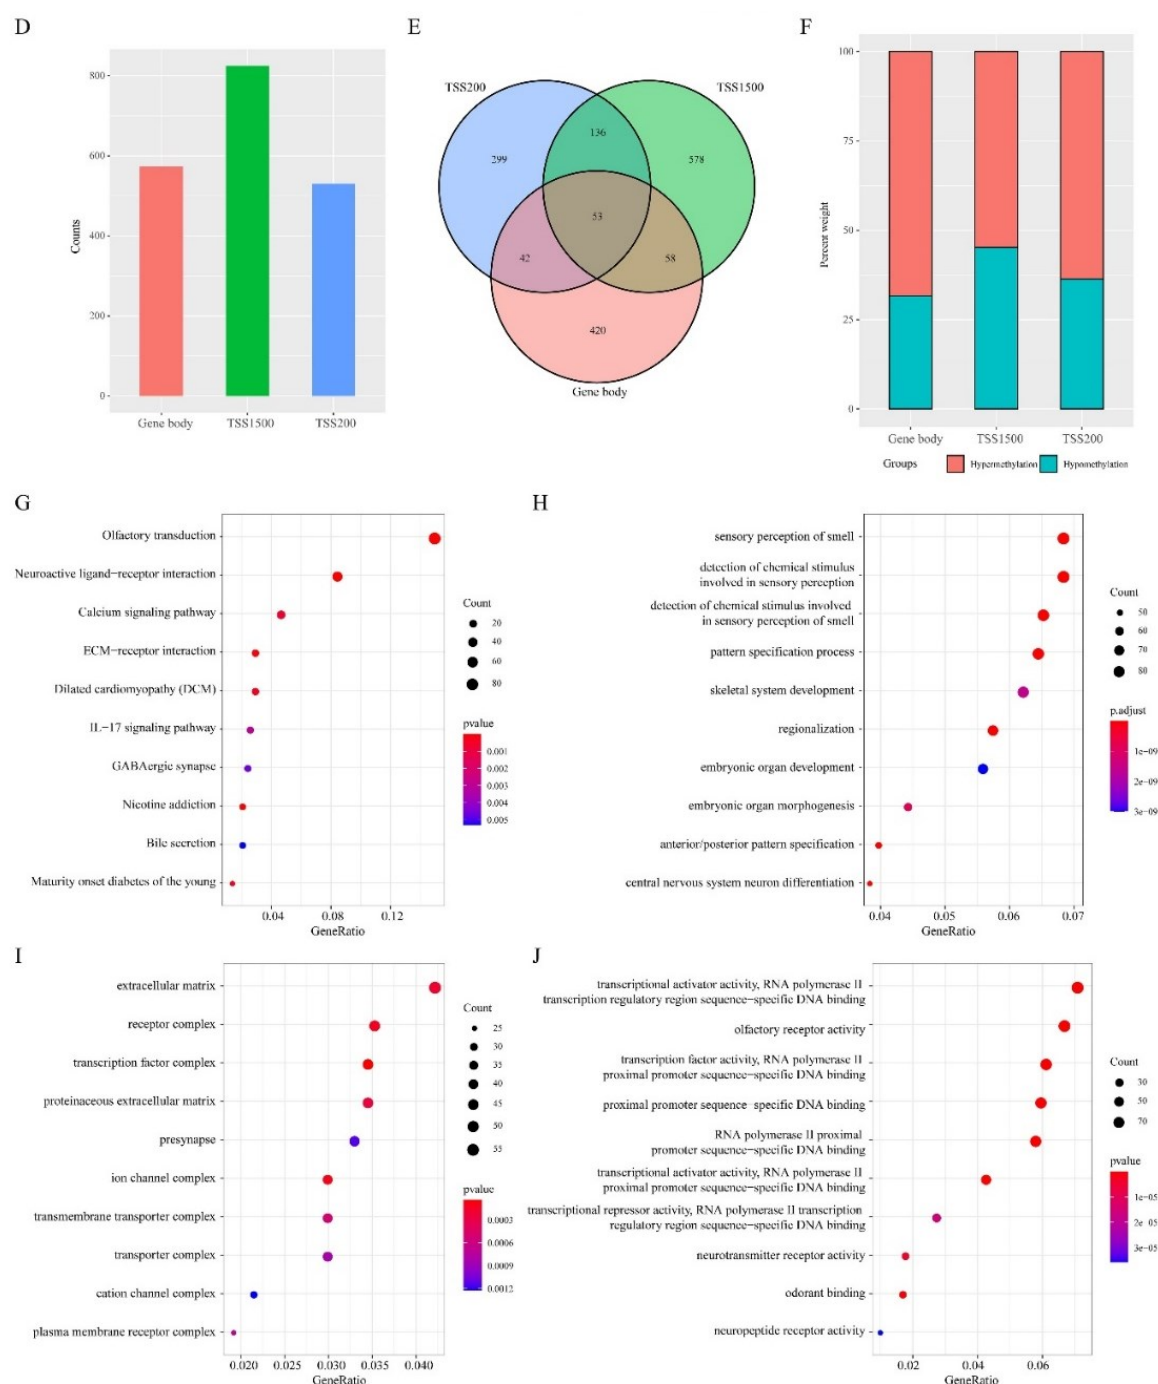 D
E
F
800
600
400
200
0
Counts
Gene body
TSS1500
TSS200
TSS200
TSS1500
136
299
578
53
42
58
420
Gene body
100
75
50
25
0
Percent weight
Gene body
TSS1500
TSS200
Groups
Hypermethylation
Hypomethylation
G
Olfactory transduction
Neuroactive ligand−receptor interaction
Calcium signaling pathway
ECM−receptor interaction
Dilated cardiomyopathy (DCM)
IL−17 signaling pathway
GABAergic synapse
Nicotine addiction
Bile secretion
Maturity onset diabetes of the young
0.04
0.08
0.12
GeneRatio
Count
20
40
60
80
pvalue
0.001
0.002
0.003
0.004
0.005
H
sensory perception of smell
detection of chemical stimulus
involved in sensory perception
detection of chemical stimulus involved
in sensory perception of smell
pattern specification process
skeletal system development
regionalization
embryonic organ development
embryonic organ morphogenesis
anterior/posterior pattern specification
central nervous system neuron differentiation
0.04
0.05
0.06
0.07
GeneRatio
Count
50
60
70
80
p.adjust
1e−09
2e−09
3e−09
I
extracellular matrix
receptor complex
transcription factor complex
proteinaceous extracellular matrix
presynapse
ion channel complex
transmembrane transporter complex
transporter complex
cation channel complex
plasma membrane receptor complex
0.020
0.025
0.030
0.035
0.040
GeneRatio
Count
25
30
35
40
45
50
55
pvalue
0.0003
0.0006
0.0009
0.0012
J
transcriptional activator activity, RNA polymerase II
transcription regulatory region sequence−specific DNA binding
olfactory receptor activity
transcription factor activity, RNA polymerase II
proximal promoter sequence−specific DNA binding
proximal promoter sequence−specific DNA binding
RNA polymerase II proximal
promoter sequence−specific DNA binding
transcriptional activator activity, RNA polymerase II
proximal promoter sequence−specific DNA binding
transcriptional repressor activity, RNA polymerase II transcription
regulatory region sequence−specific DNA binding
neurotransmitter receptor activity
odorant binding
neuropeptide receptor activity
0.02
0.04
0.06
GeneRatio
Count
30
50
70
pvalue
1e−05
2e−05
3e−05